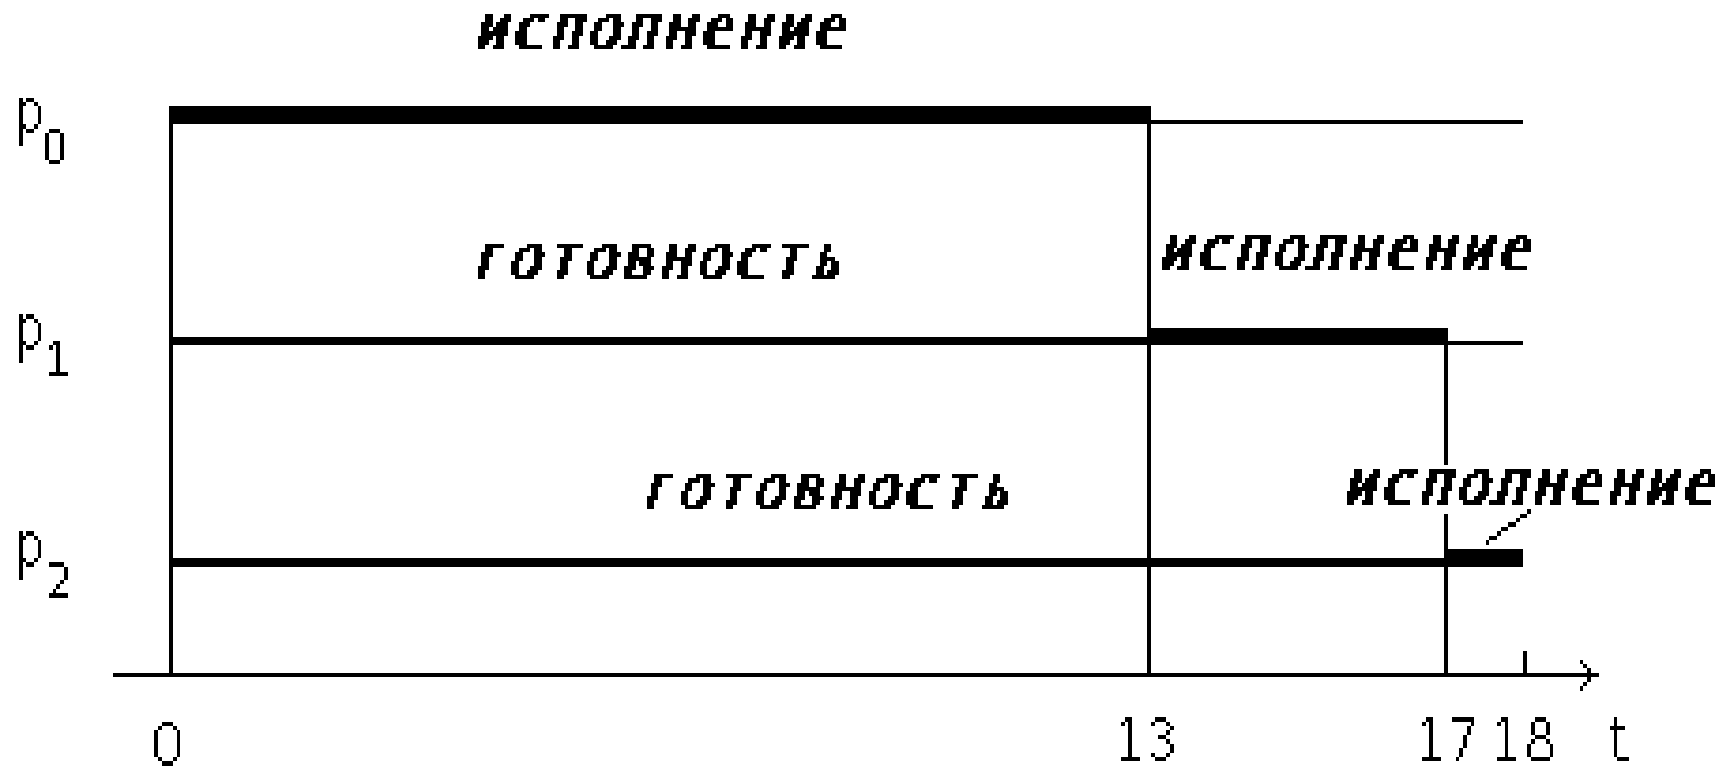 исполнение
p0
готовность исполнение
p1
готовность исполнение
p2
0 13 17 18 t